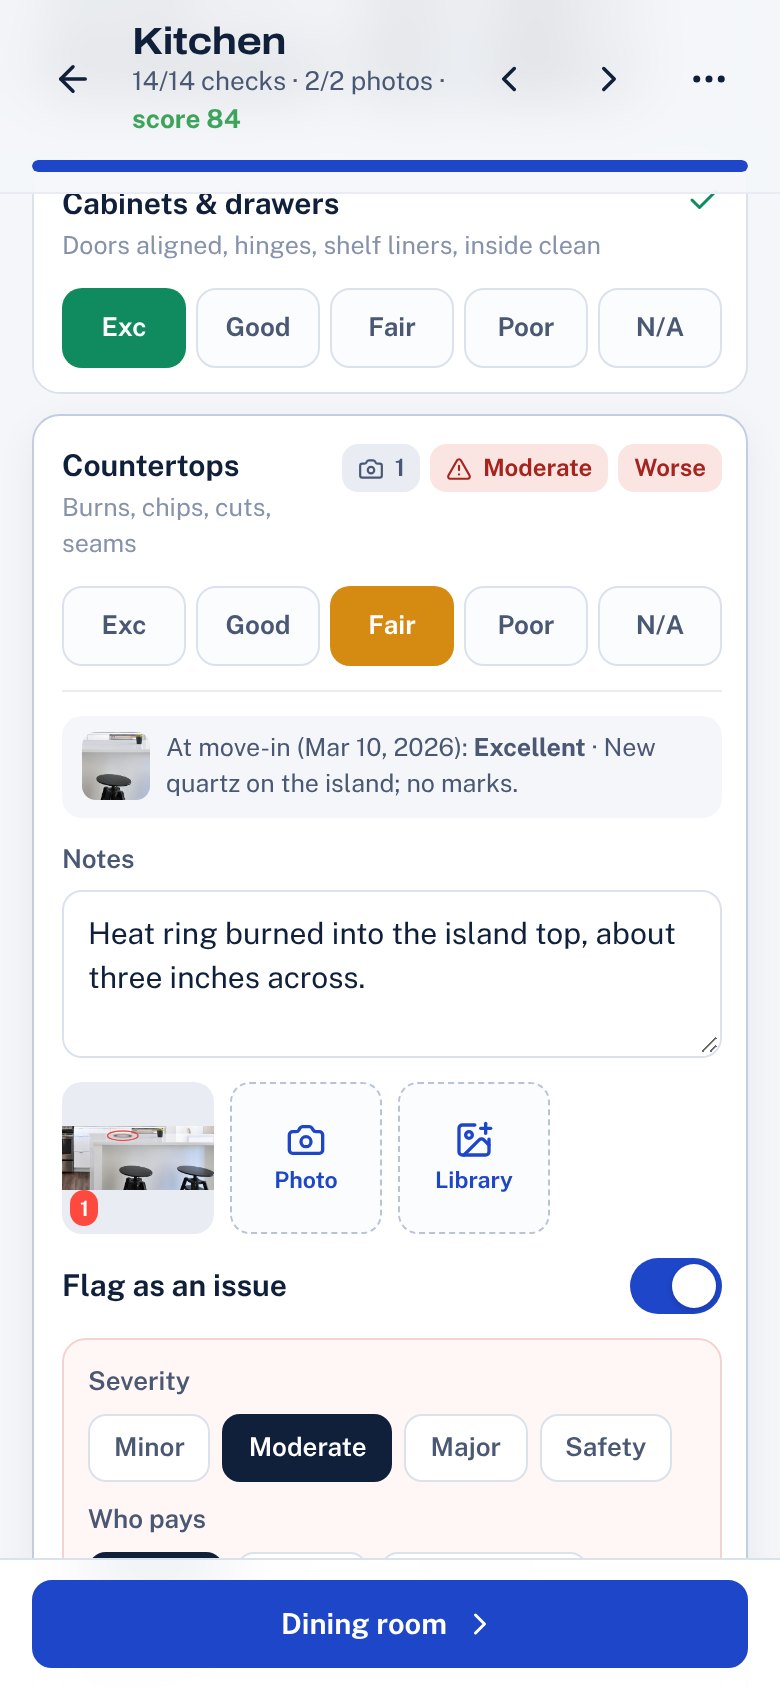 Kitchen
14/14 checks · 2/2 photos ·
score 84
Cabinets & drawers
Doors aligned, hinges, shelf liners, inside clean
Exc Good Fair Poor N/A
Countertops 1 Moderate Worse
Burns, chips, cuts,
seams
Exc Good Fair Poor N/A
At move-in (Mar 10, 2026): Excellent · New
quartz on the island; no marks.
Notes
Heat ring burned into the island top, about
three inches across.
1
Photo Library
Flag as an issue
Severity
Minor Moderate Major Safety
Who pays
Dining room